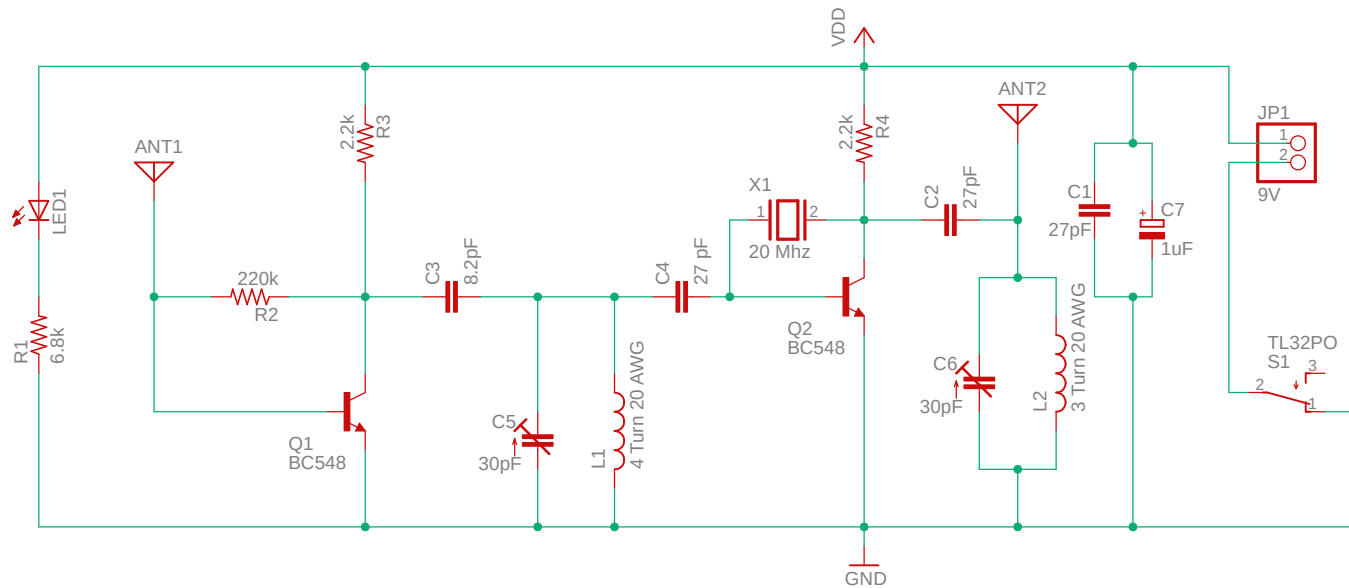 VDD
ANT2
JP1
1
2
9V
2.2k
R3
2.2k
R4
ANT1
LED1
X1
1
2
20 Mhz
C2
27pF
C1
27pF
+
C7
1uF
220k
R2
C3
8.2pF
C4
27 pF
R1
6.8k
Q2
BC548
TL32PO
S1
3
2
1
C6
30pF
L2
3 Turn 20 AWG
Q1
BC548
C5
30pF
L1
4 Turn 20 AWG
GND